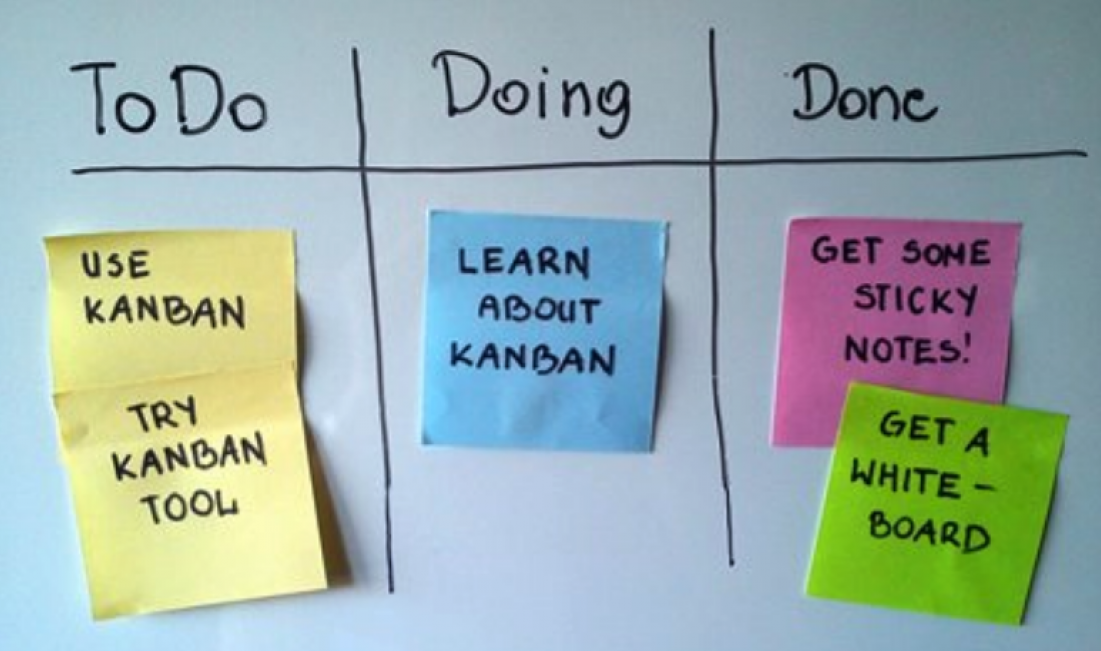 To Do
Doing
Done
USE
KANBAN
TRY
KANBAN
TOOL
LEARN
ABOUT
KANBAN
GET SOME
STICKY
NOTES!
GET A
WHITE-
BOARD